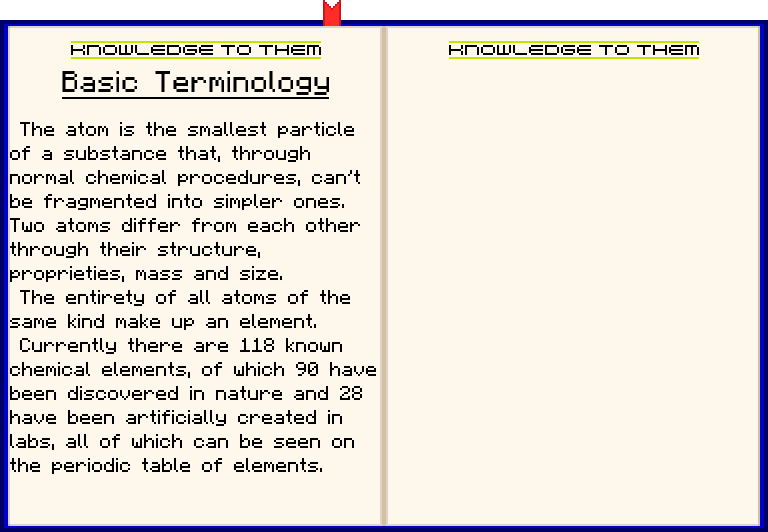 KNOWLEDGE TO THEM
Basic Terminology
The atom is the smallest particle
of a substance that, through
normal chemical procedures, can't
be fragmented into simpler ones.
Two atoms differ from each other
through their structure,
proprieties, mass and size.
The entirety of all atoms of the
same kind make up an element.
Currently there are 118 known
chemical elements, of which 90 have
been discovered in nature and 28
have been artificially created in
labs, all of which can be seen on
the periodic table of elements.
KNOWLEDGE TO THEM